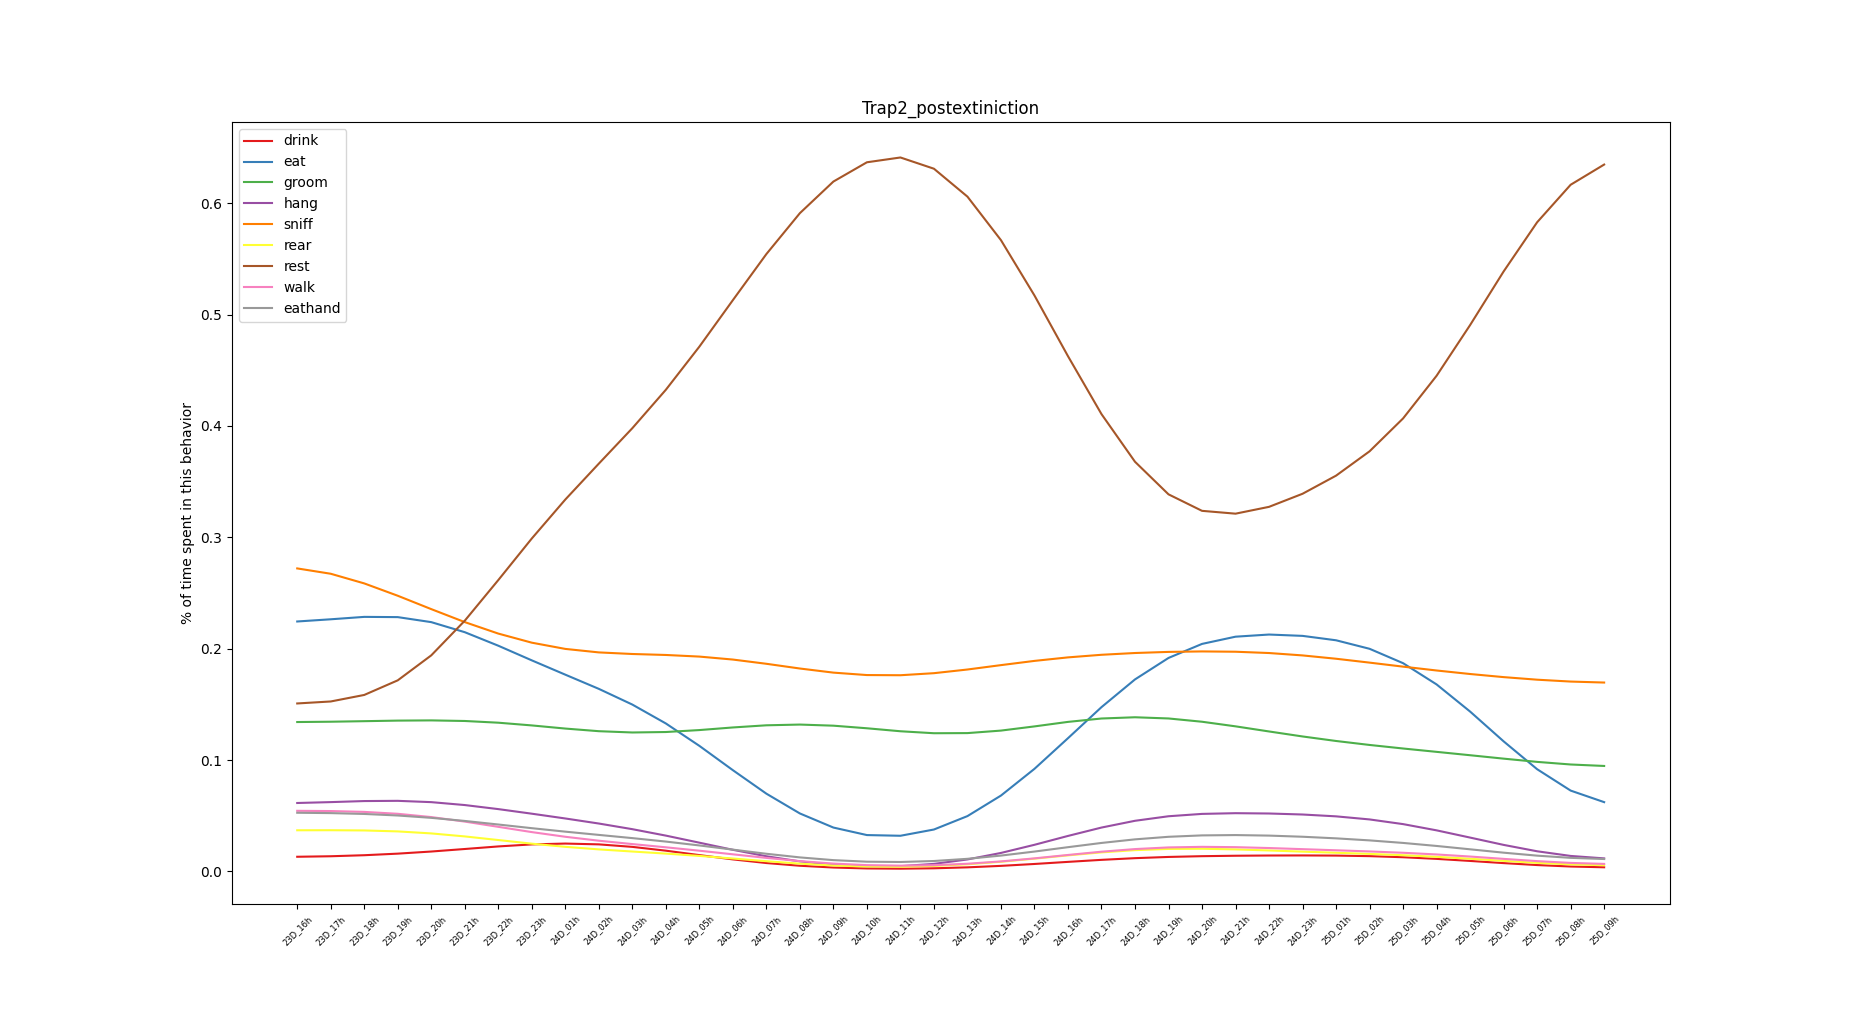 Trap2_postextiniction
drink
eat
groom
hang
sniff
rear
rest
walk
eathand
% of time spent in this behavior
0.6
0.5
0.4
0.3
0.2
0.1
0.0
23D_16h 23D_17h 23D_18h 23D_19h 23D_20h 23D_21h 23D_22h 23D_23h 24D_01h 24D_02h 24D_03h 24D_04h 24D_05h 24D_06h 24D_07h 24D_08h 24D_09h 24D_10h 24D_11h 24D_12h 24D_13h 24D_14h 24D_15h 24D_16h 24D_17h 24D_18h 24D_19h 24D_20h 24D_21h 24D_22h 24D_23h 25D_01h 25D_02h 25D_03h 25D_04h 25D_05h 25D_06h 25D_07h 25D_08h 25D_09h